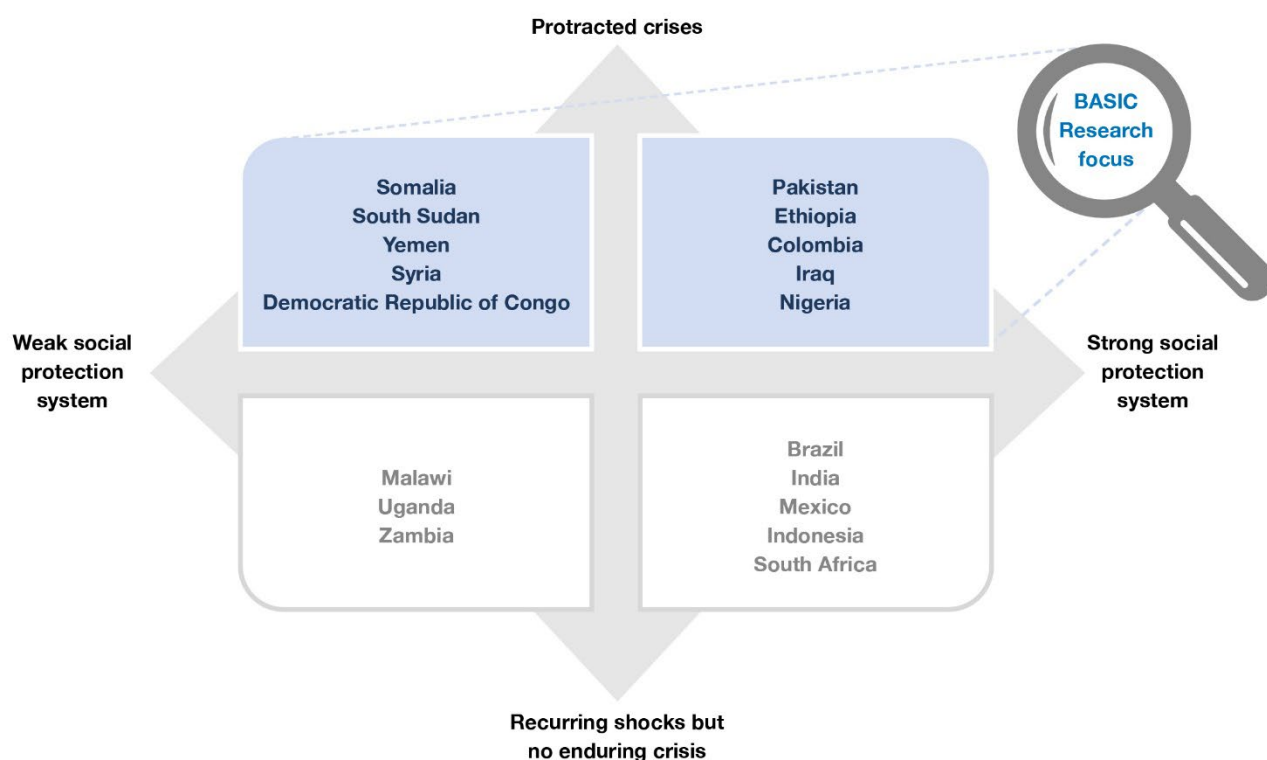 Protracted crises
BASIC
Research
focus
Somalia
South Sudan
Yemen
Syria
Democratic Republic of Congo
Pakistan
Ethiopia
Colombia
Iraq
Nigeria
Weak social
protection
system
Strong social
protection
system
Malawi
Uganda
Zambia
Brazil
India
Mexico
Indonesia
South Africa
Recurring shocks but
no enduring crisis